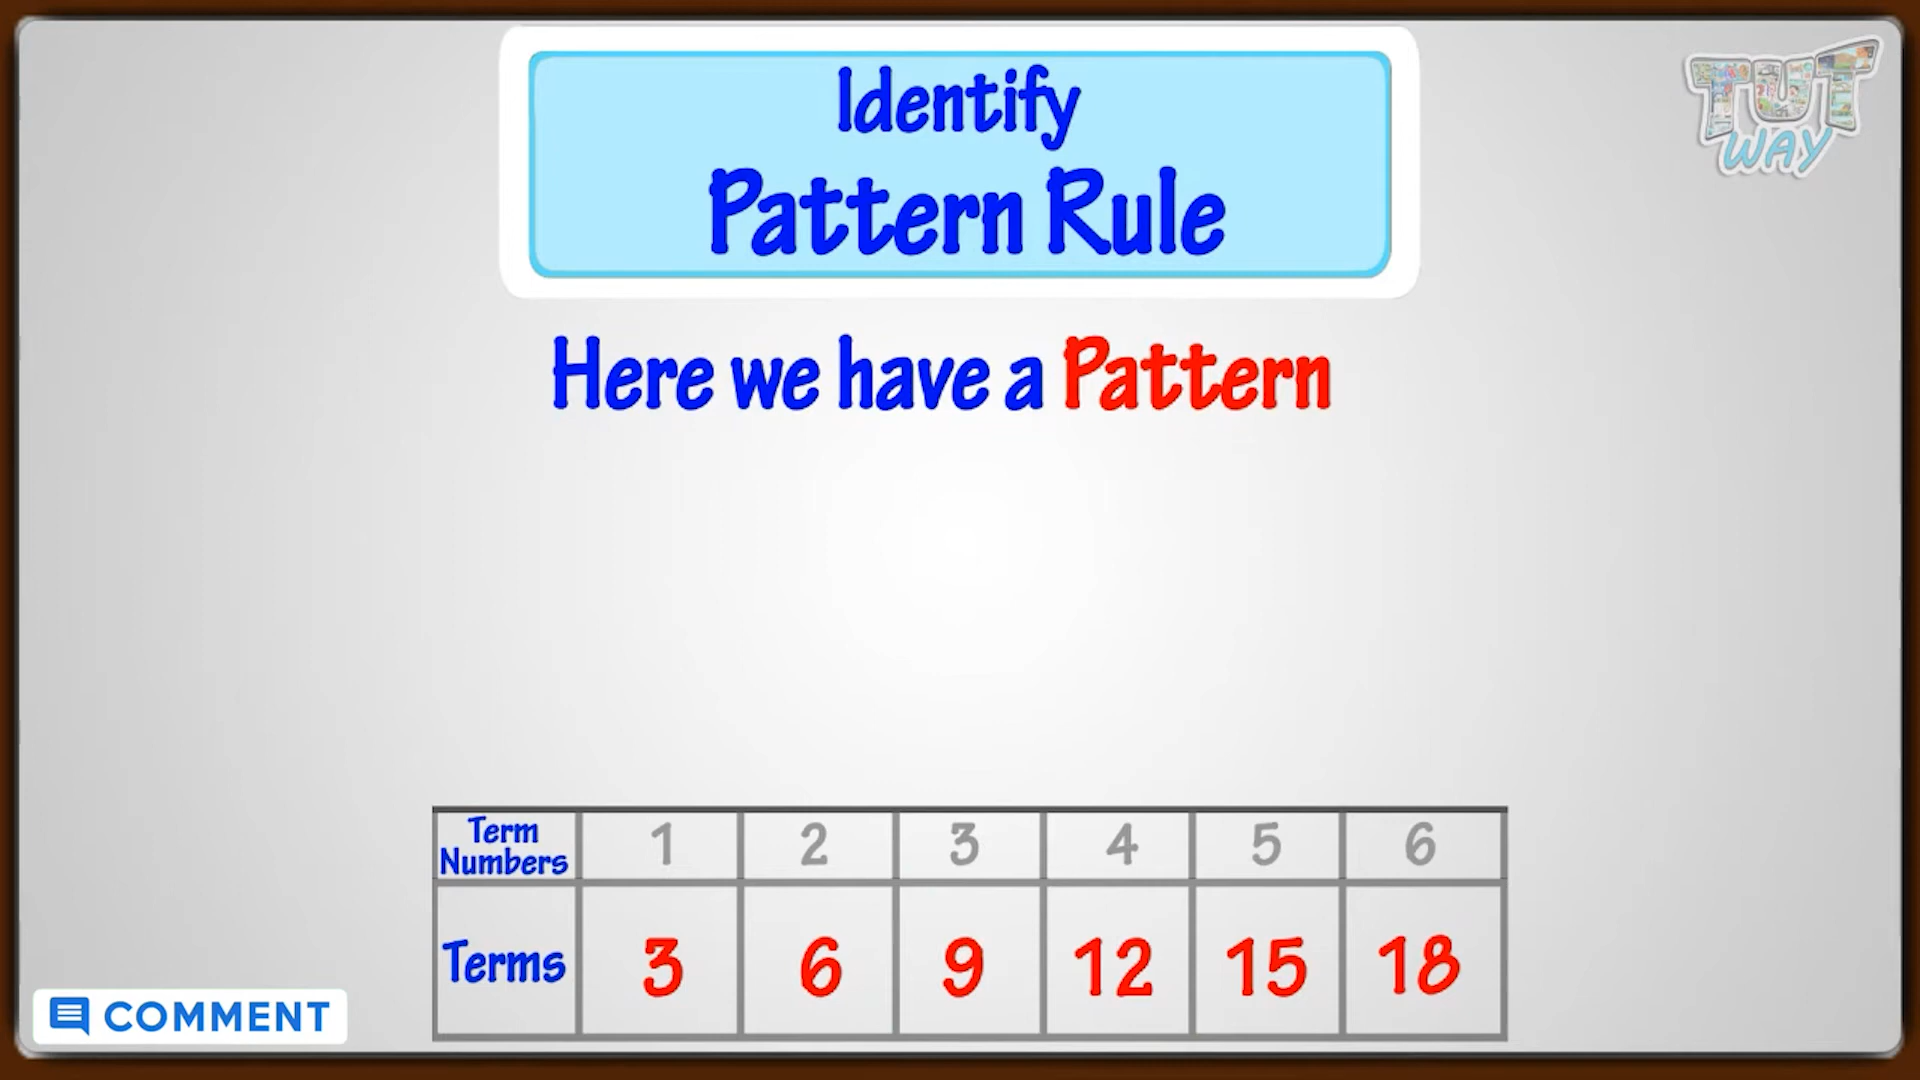 Identify
Pattern Rule
TUT
WAY
Here we have a Pattern
Term
Numbers
1 2 3 4 5 6
Terms 3 6 9 12 15 18
COMMENT